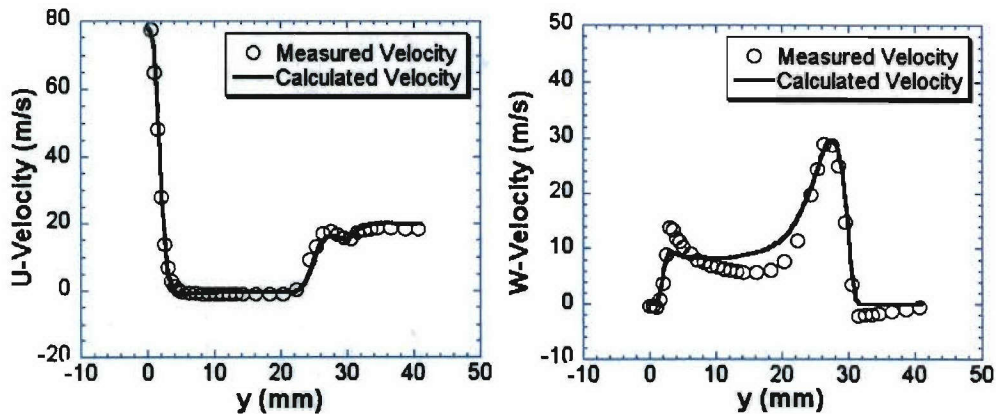 80
60
40
20
0
-20
-10 0 10 20 30 40 50
U-Velocity (m/s)
y (mm)
Measured Velocity
Calculated Velocity
50
40
30
20
10
0
-10
-10 0 10 20 30 40 50
W-Velocity (m/s)
y (mm)
Measured Velocity
Calculated Velocity